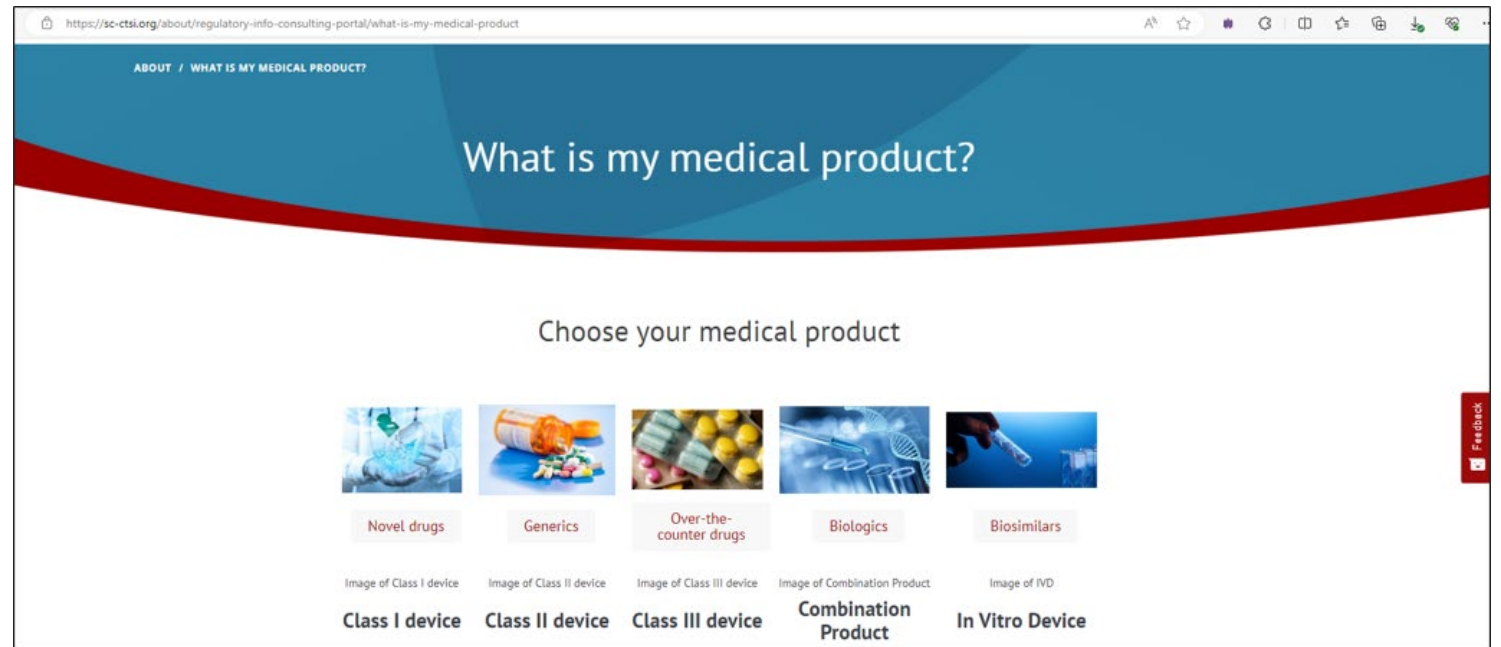 https://sc-ctsi.org/about/regulatory-info-consulting-portal/what-is-my-medical-product
ABOUT / WHAT IS MY MEDICAL PRODUCT?
What is my medical product?
Choose your medical product
Feedback
Novel drugs
Generics
Over-the-
counter drugs
Biologics
Biosimilars
Image of Class I device
Image of Class II device
Image of Class III device
Image of Combination Product
Image of IVD
Class I device
Class II device
Class III device
Combination
Product
In Vitro Device